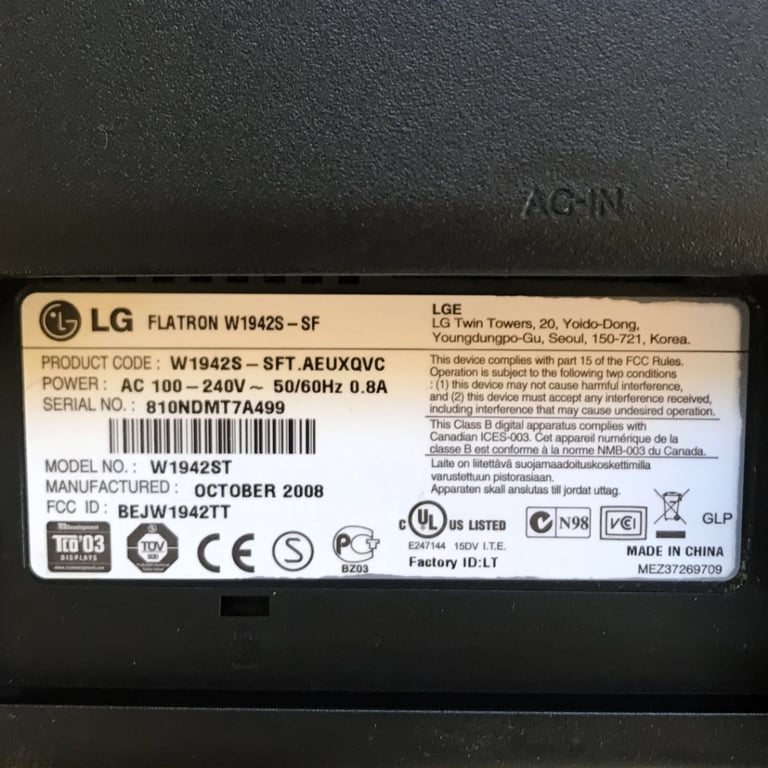 AC-IN
LG FLATRON W1942S-SF
PRODUCT CODE : W1942S-SFT.AEUXQVC
POWER : AC 100-240V~ 50/60Hz 0.8A
SERIAL NO. : 810NDMT7A499
MODEL NO. : W1942ST
MANUFACTURED : OCTOBER 2008
FCC ID : BEJW1942TT
TCO'03
DISPLAYS
TÜV
CE
S
PCT
BZ03
LGE
LG Twin Towers, 20, Yoido-Dong,
Youngdungpo-Gu, Seoul, 150-721, Korea.
This device complies with part 15 of the FCC Rules.
Operation is subject to the following two conditions
: (1) this device may not cause harmful interference,
and (2) this device must accept any interference received,
including interference that may cause undesired operation.
This Class B digital apparatus complies with
Canadian ICES-003. Cet appareil numérique de la
classe B est conforme à la norme NMB-003 du Canada.
Laite on liitettävä suojamaadoituskoskettimilla
varustettuun pistorasiaan.
Apparaten skall anslutas till jordat uttag.
c UL US LISTED
E247144 15DV I.T.E.
Factory ID:LT
N98
VCI
GLP
MADE IN CHINA
MEZ37269709